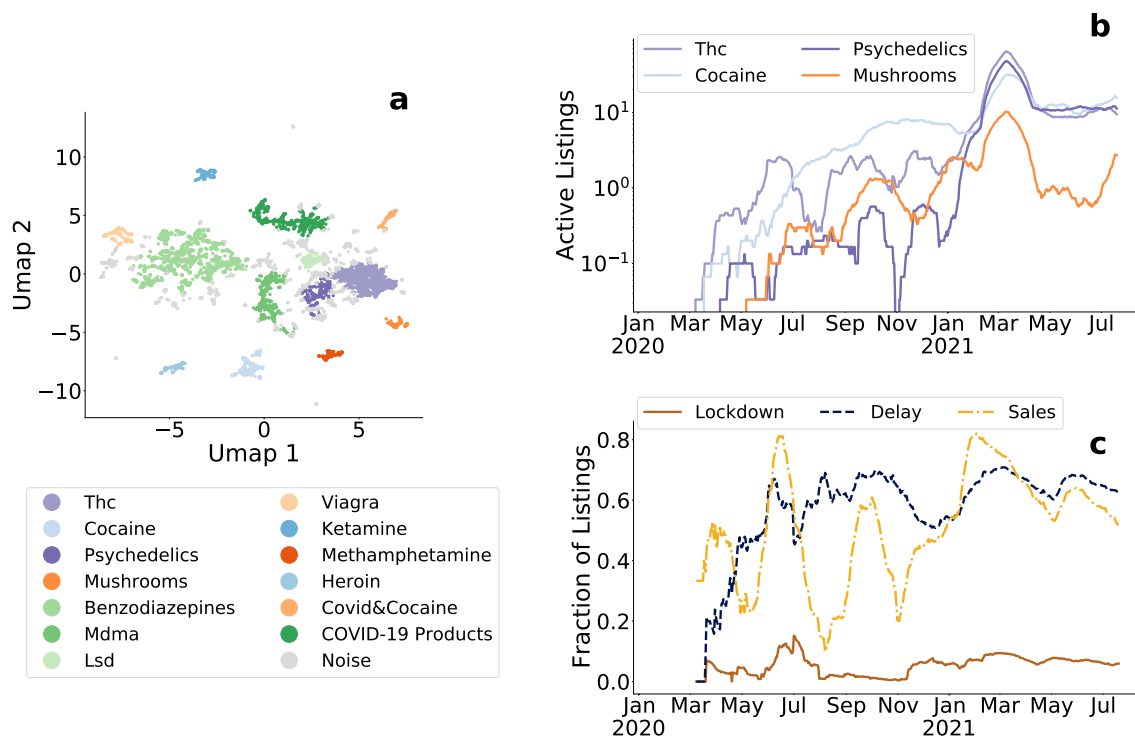 a
10
5
0
−5
−10
Umap 2
−5 0 5
Umap 1
Thc
Cocaine
Psychedelics
Mushrooms
Benzodiazepines
Mdma
Lsd
Viagra
Ketamine
Methamphetamine
Heroin
Covid&Cocaine
COVID-19 Products
Noise
b
Thc
Cocaine
Psychedelics
Mushrooms
Active Listings
10¹
10⁰
10⁻¹
Jan Mar May Jul Sep Nov Jan Mar May Jul
2020 2021
Lockdown Delay Sales
c
Fraction of Listings
0.8
0.6
0.4
0.2
0.0
Jan Mar May Jul Sep Nov Jan Mar May Jul
2020 2021